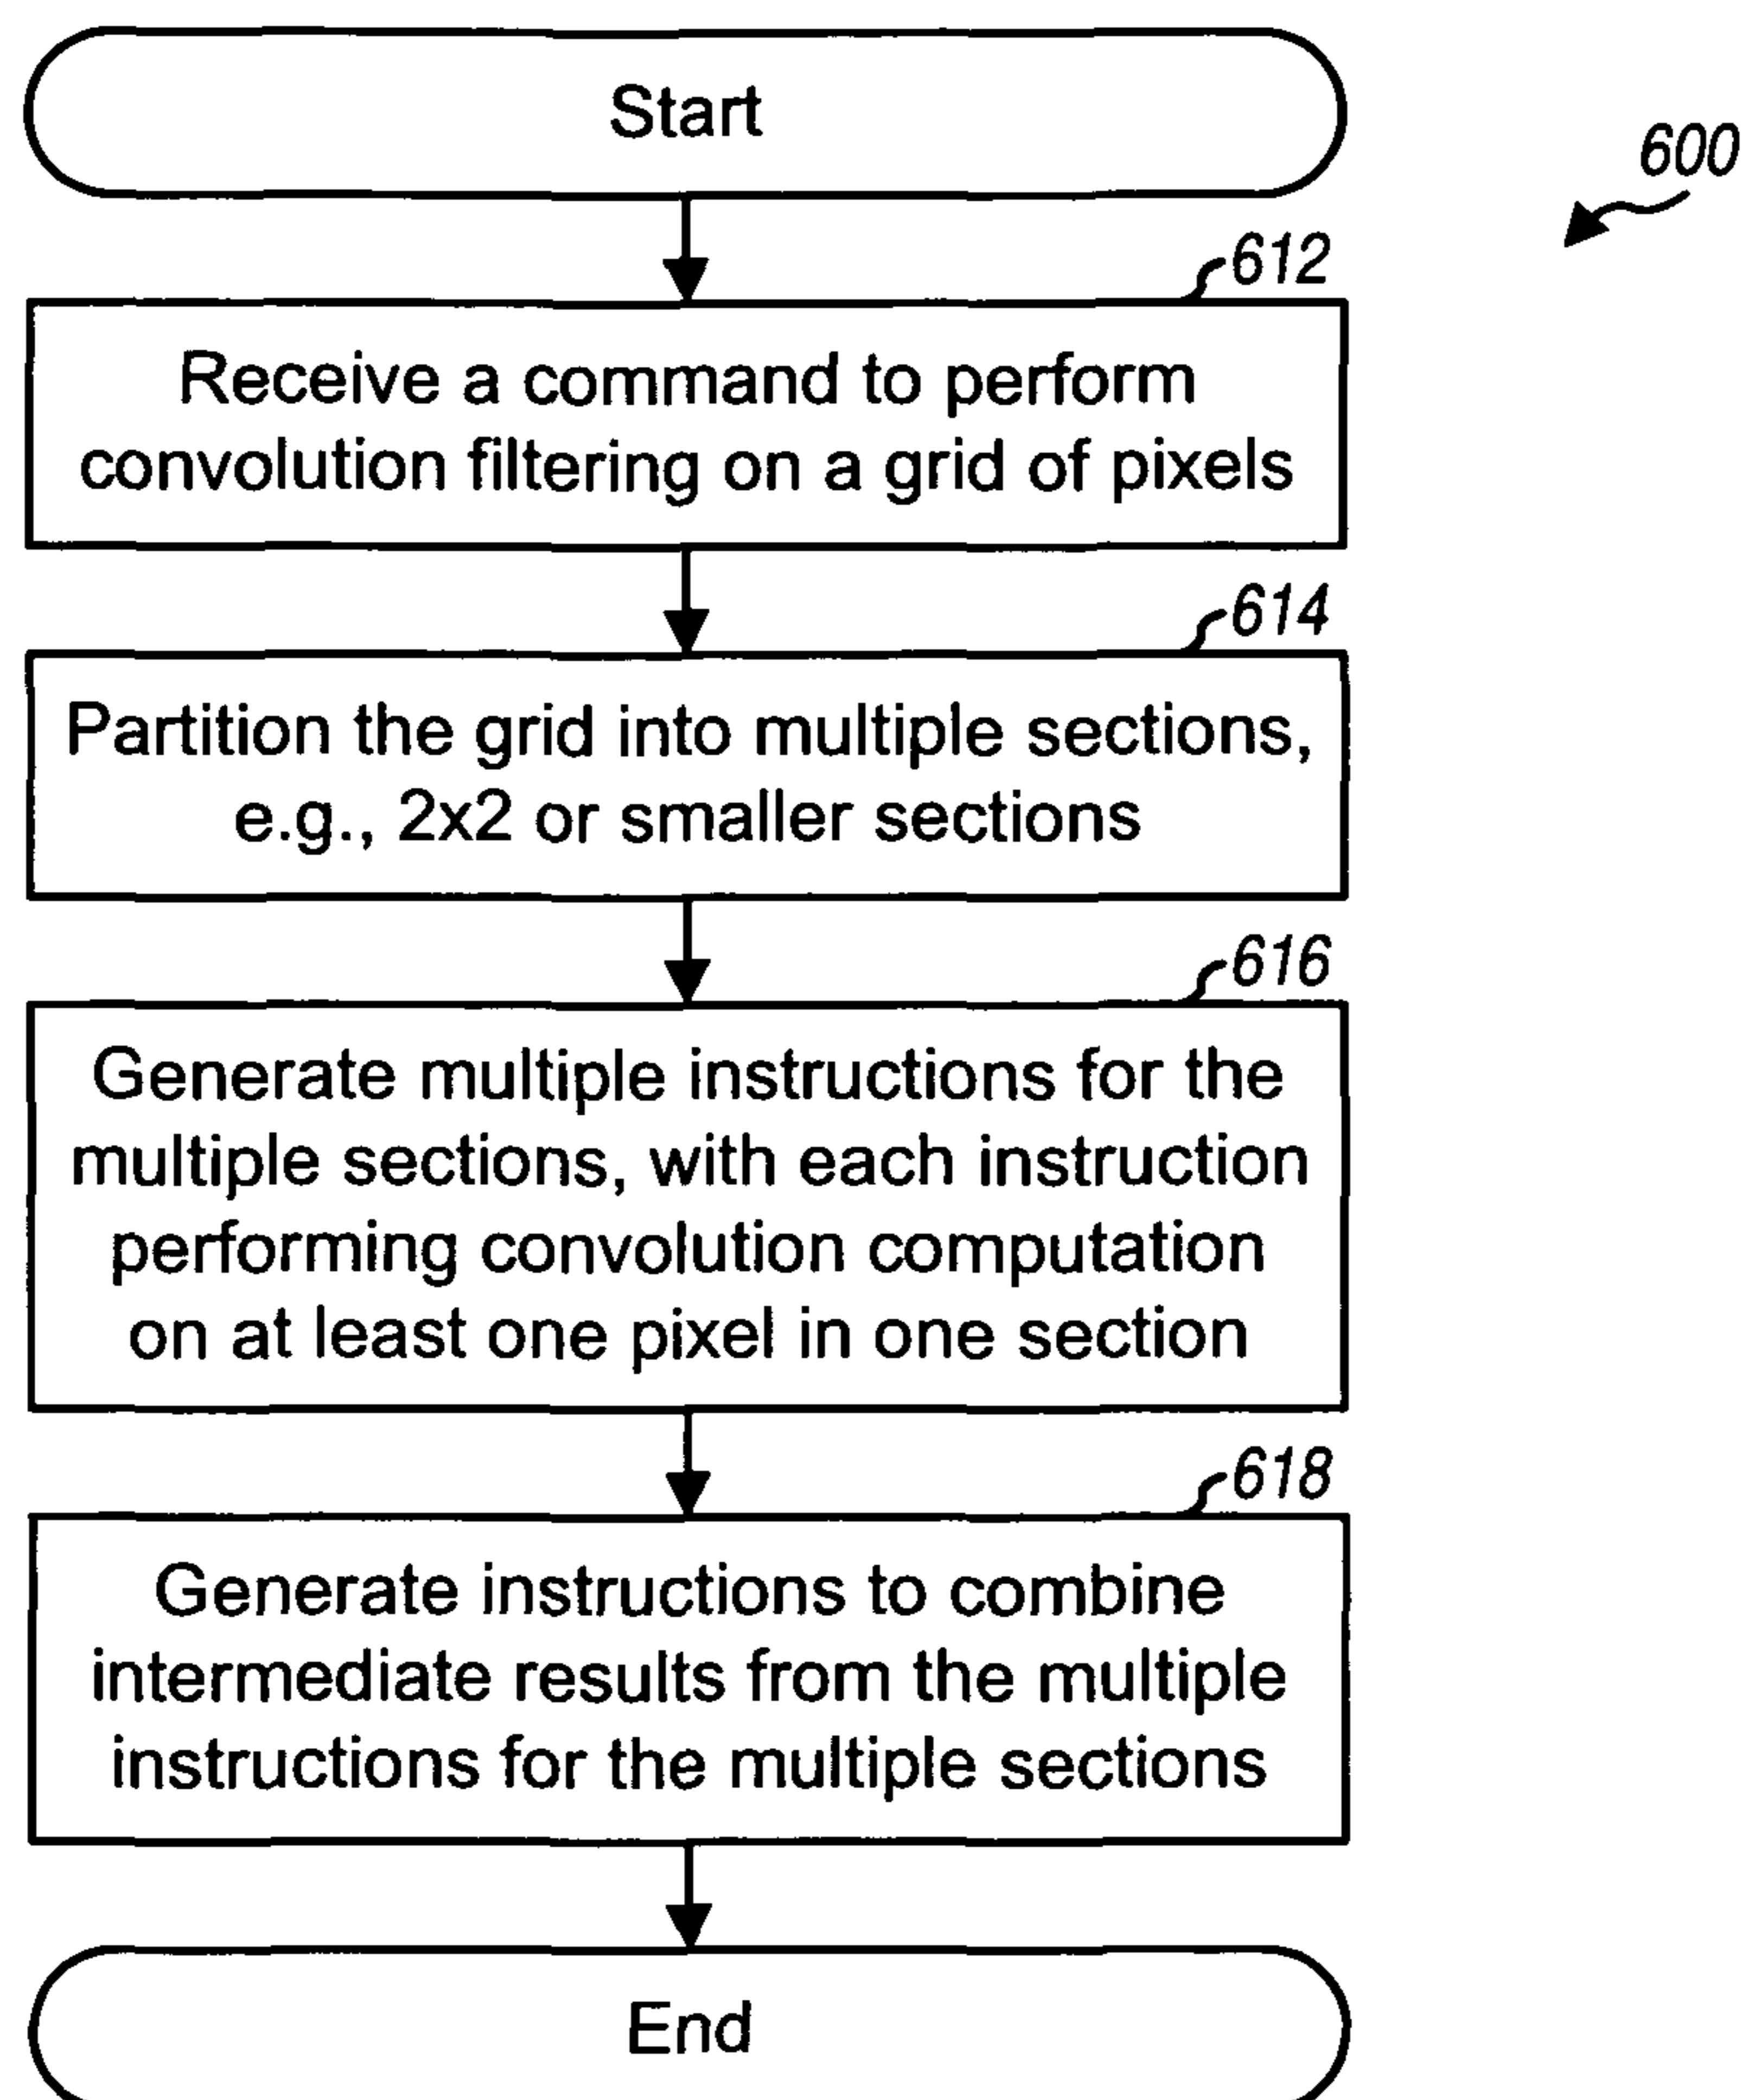 Start
600
612
Receive a command to perform
convolution filtering on a grid of pixels
614
Partition the grid into multiple sections,
e.g., 2x2 or smaller sections
616
Generate multiple instructions for the
multiple sections, with each instruction
performing convolution computation
on at least one pixel in one section
618
Generate instructions to combine
intermediate results from the multiple
instructions for the multiple sections
End